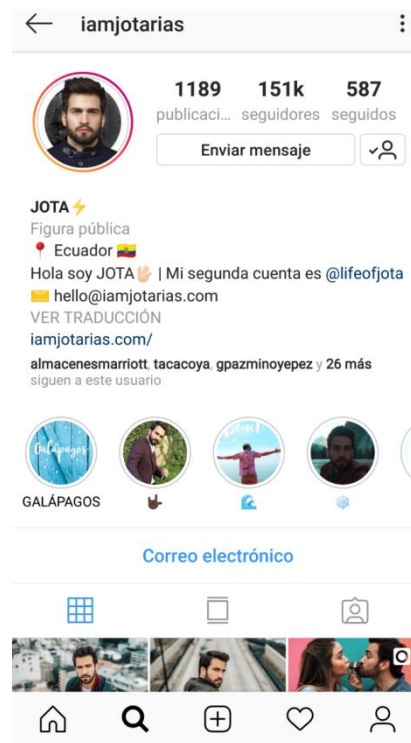 iamjotarias
1189 151k 587
publicaci... seguidores seguidos
Enviar mensaje
JOTA⚡
Figura pública
📍 Ecuador 🇪🇨
Hola soy JOTA🖖🏼 | Mi segunda cuenta es @lifeofjota
✉️ hello@iamjotarias.com
VER TRADUCCIÓN
iamjotarias.com/
almacenesmarriott, tacacoya, gpazminoyepez y 26 más
siguen a este usuario
Galápagos
Beach
GALÁPAGOS 🤟🏿 🌊 ❄️
Correo electrónico